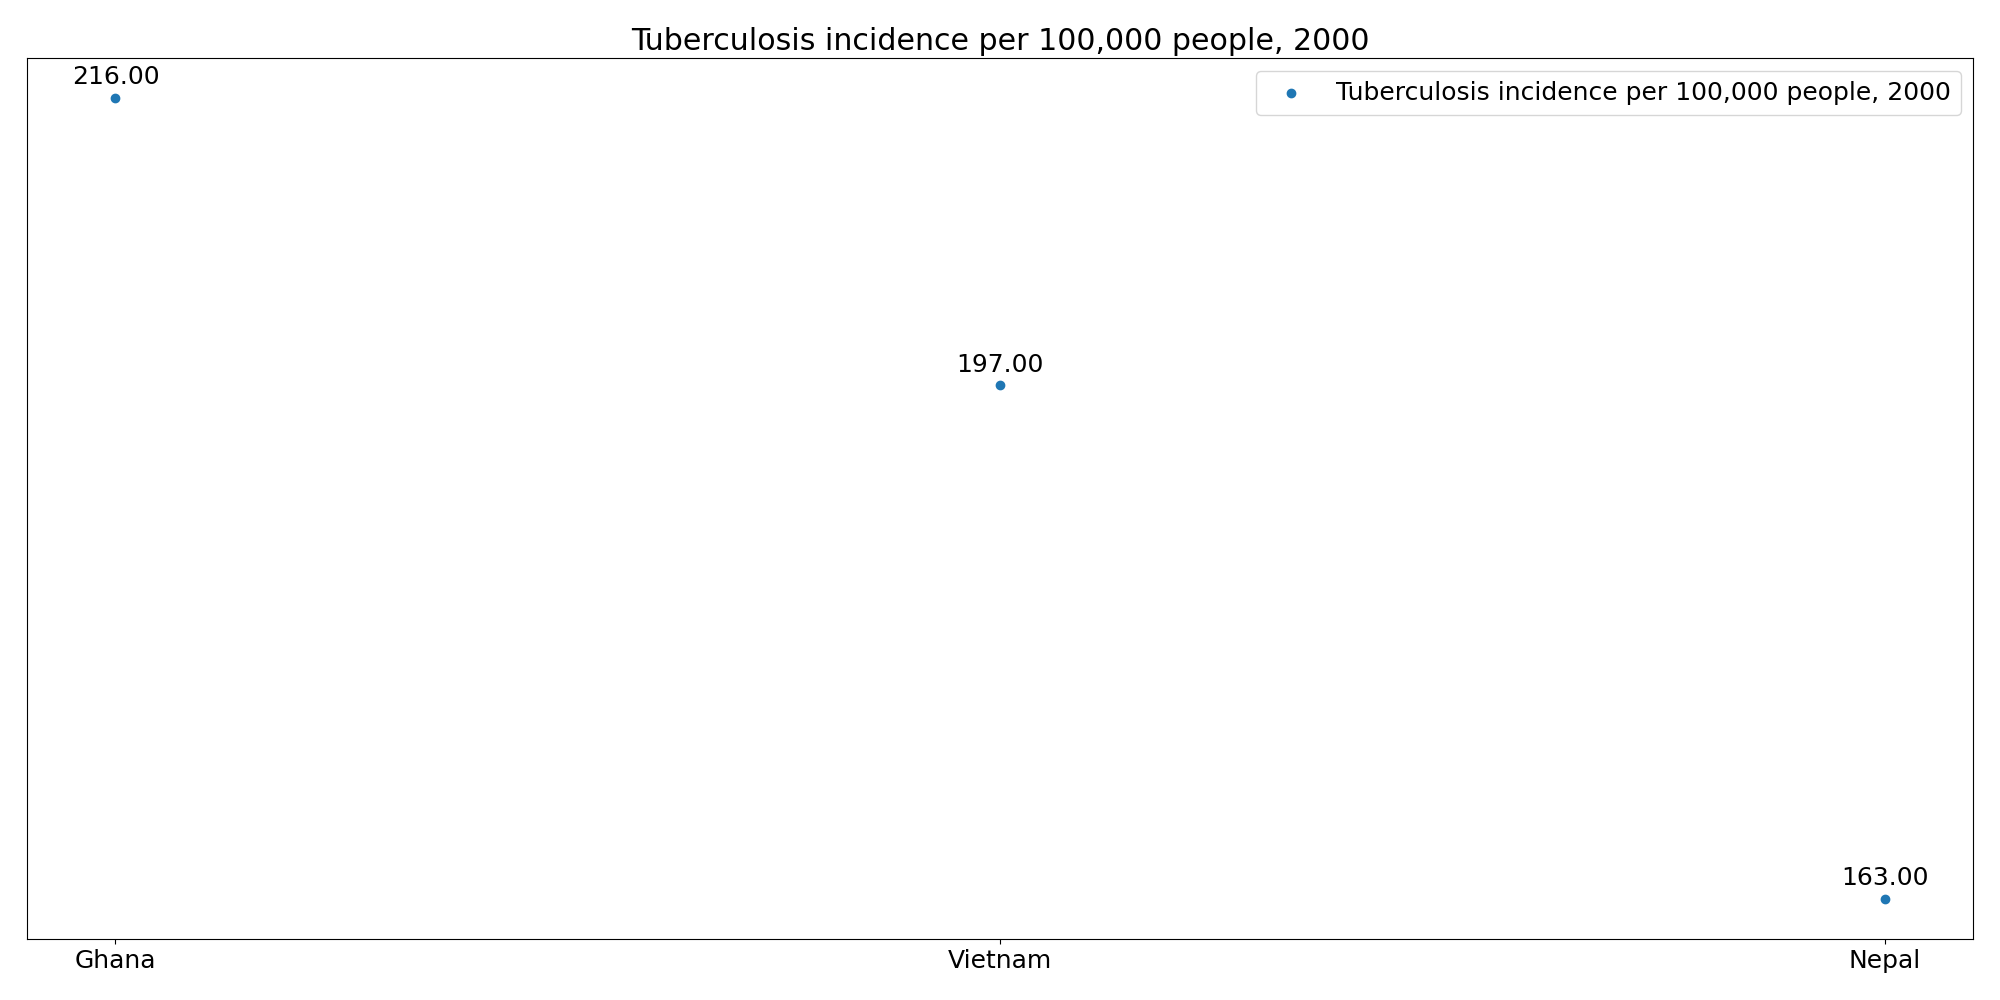 Tuberculosis incidence per 100,000 people, 2000
216.00
Tuberculosis incidence per 100,000 people, 2000
197.00
163.00
Ghana
Vietnam
Nepal